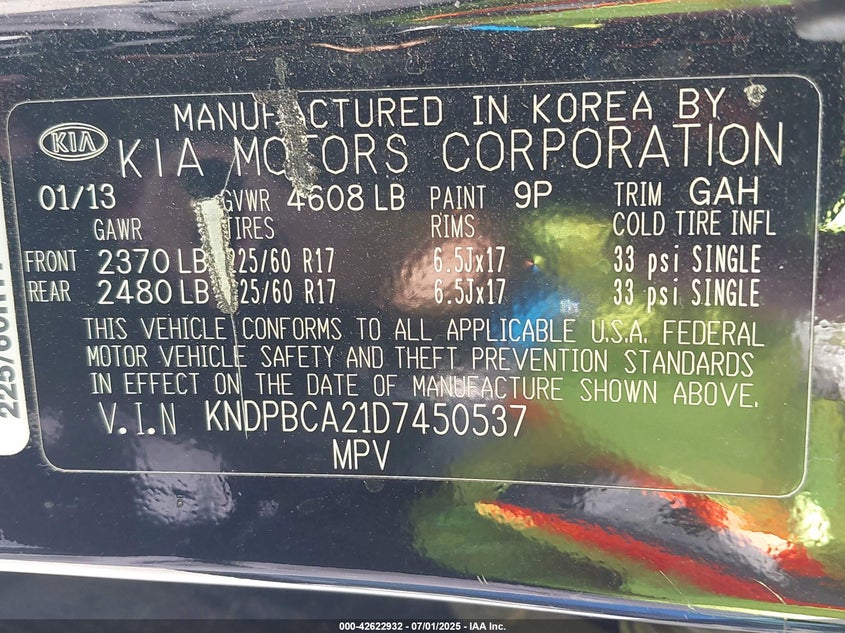 MANUFACTURED IN KOREA BY
KIA KIA MOTORS CORPORATION
01/13 GVWR 4608 LB PAINT 9P TRIM GAH
GAWR TIRES RIMS COLD TIRE INFL
FRONT 2370 LB 225/60 R17 6.5Jx17 33 psi SINGLE
REAR 2480 LB 225/60 R17 6.5Jx17 33 psi SINGLE
THIS VEHICLE CONFORMS TO ALL APPLICABLE U.S.A. FEDERAL
MOTOR VEHICLE SAFETY AND THEFT PREVENTION STANDARDS
IN EFFECT ON THE DATE OF MANUFACTURE SHOWN ABOVE.
V.I.N KNDPBCA21D7450537
MPV
000-42622932 - 07/01/2025 - IAA Inc.